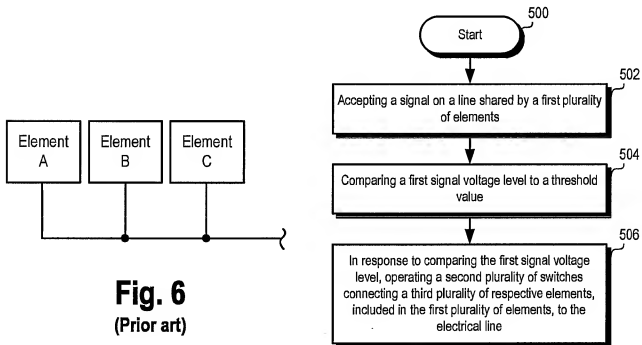 Element
A
Element
B
Element
C
Fig. 6
(Prior art)
500
Start
502
Accepting a signal on a line shared by a first plurality
of elements
504
Comparing a first signal voltage level to a threshold
value
506
In response to comparing the first signal voltage
level, operating a second plurality of switches
connecting a third plurality of respective elements,
included in the first plurality of elements, to the
electrical line